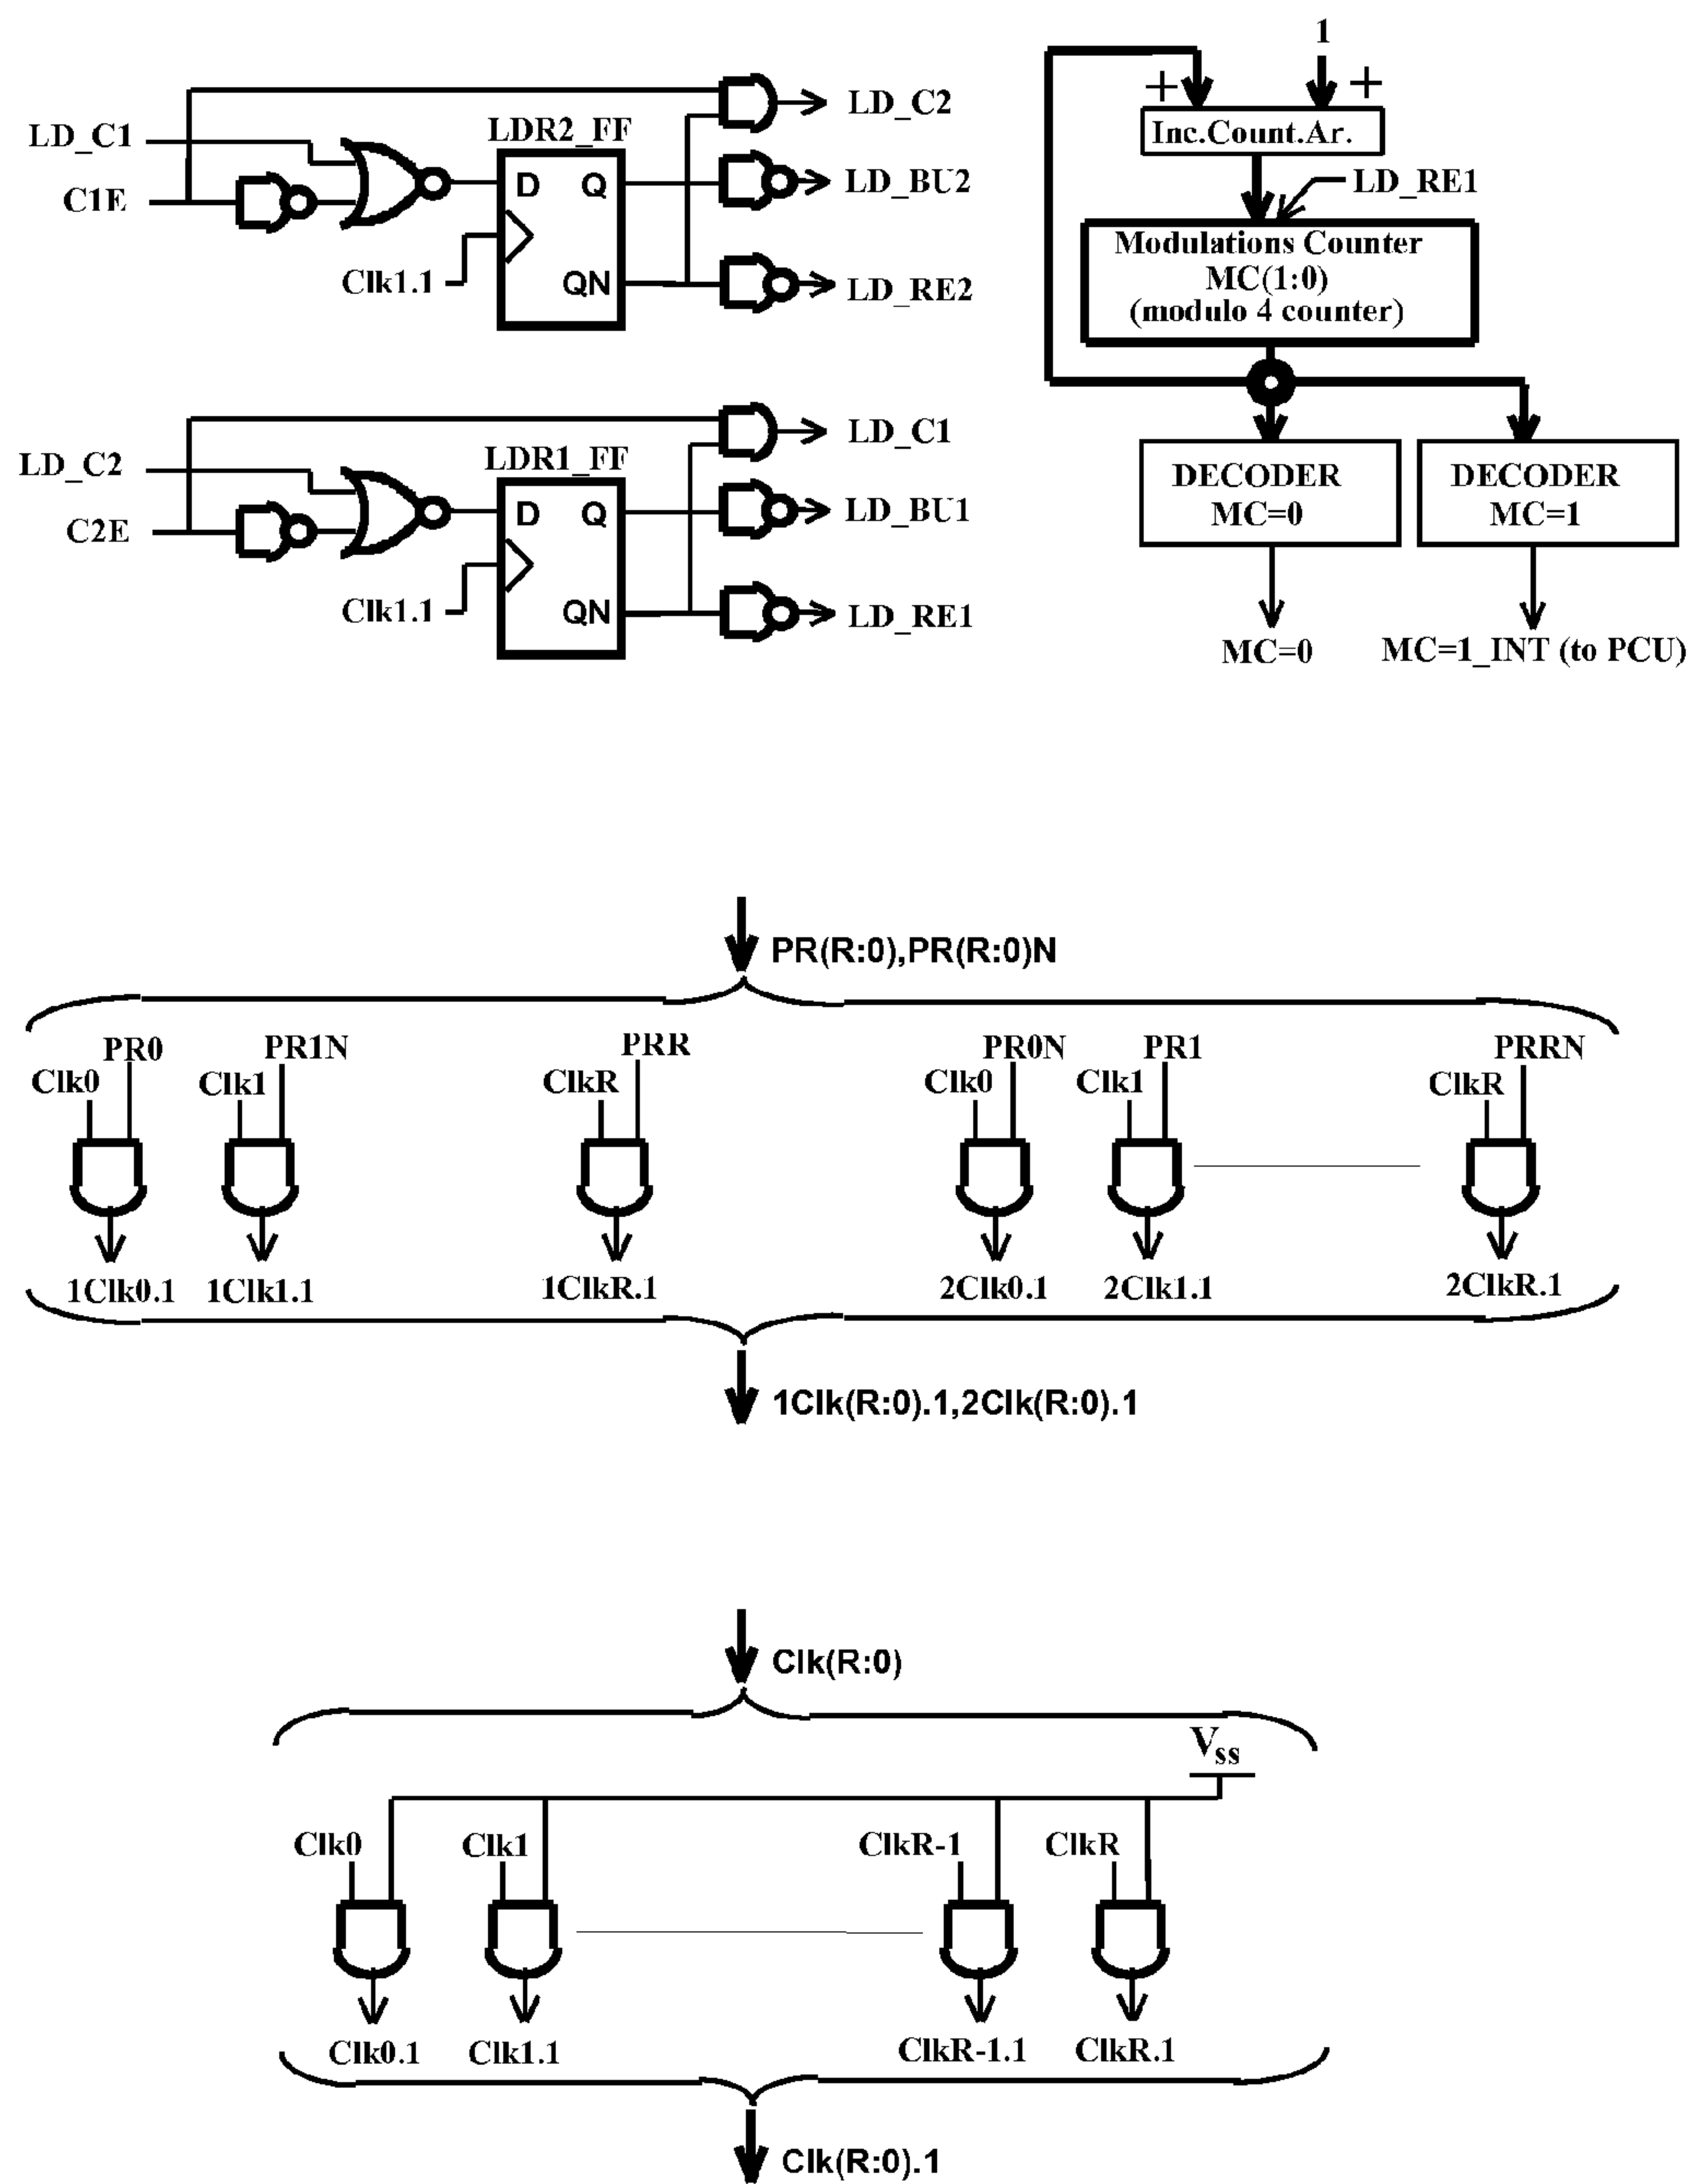 LD_C1
C1E
Clk1.1
LDR2_FF
D Q
QN
LD_C2
LD_BU2
LD_RE2
LD_C2
C2E
Clk1.1
LDR1_FF
D Q
QN
LD_C1
LD_BU1
LD_RE1
1
+ +
Inc.Count.Ar.
LD_RE1
Modulations Counter
MC(1:0)
(modulo 4 counter)
DECODER
MC=0
DECODER
MC=1
MC=0
MC=1_INT (to PCU)
PR(R:0),PR(R:0)N
PR0 PR1N PRR PR0N PR1 PRRN
Clk0 Clk1 ClkR Clk0 Clk1 ClkR
1Clk0.1 1Clk1.1 1ClkR.1 2Clk0.1 2Clk1.1 2ClkR.1
1Clk(R:0).1,2Clk(R:0).1
Clk(R:0)
Vss
Clk0 Clk1 ClkR-1 ClkR
Clk0.1 Clk1.1 ClkR-1.1 ClkR.1
Clk(R:0).1